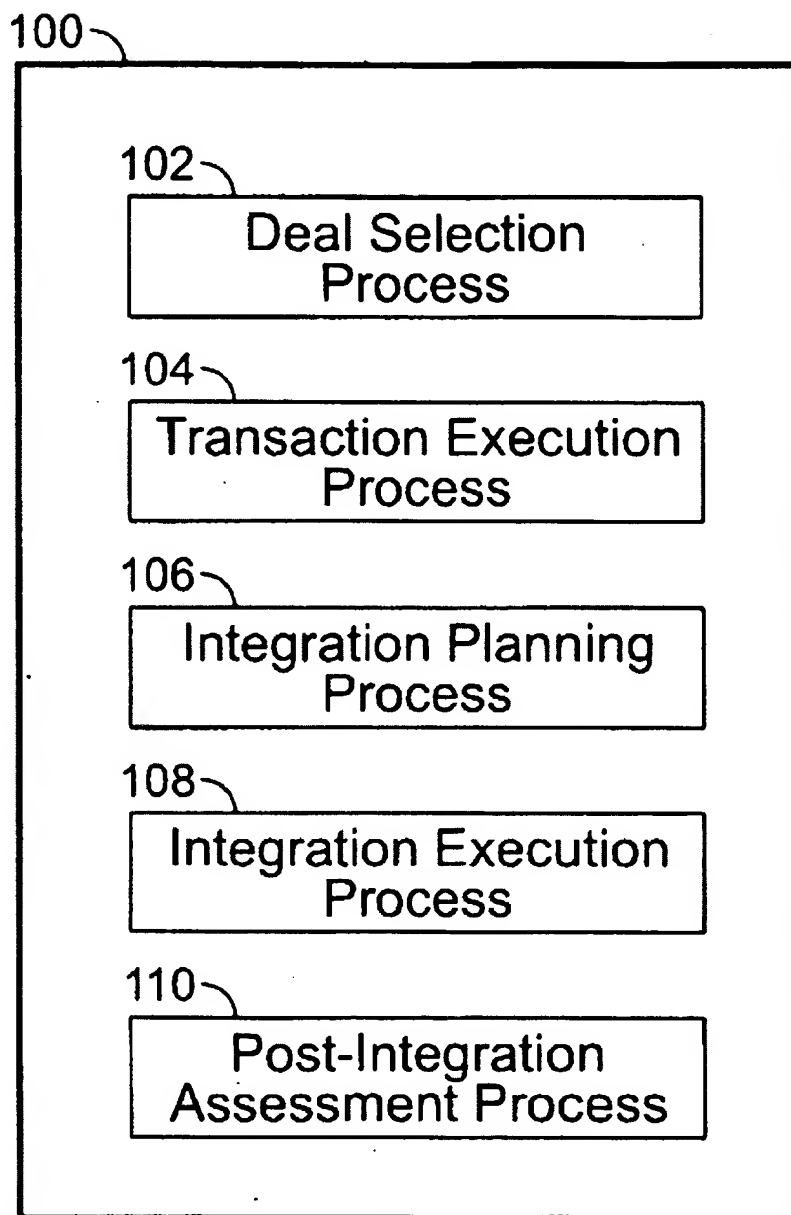 100
102
Deal Selection
Process
104
Transaction Execution
Process
106
Integration Planning
Process
108
Integration Execution
Process
110
Post-Integration
Assessment Process